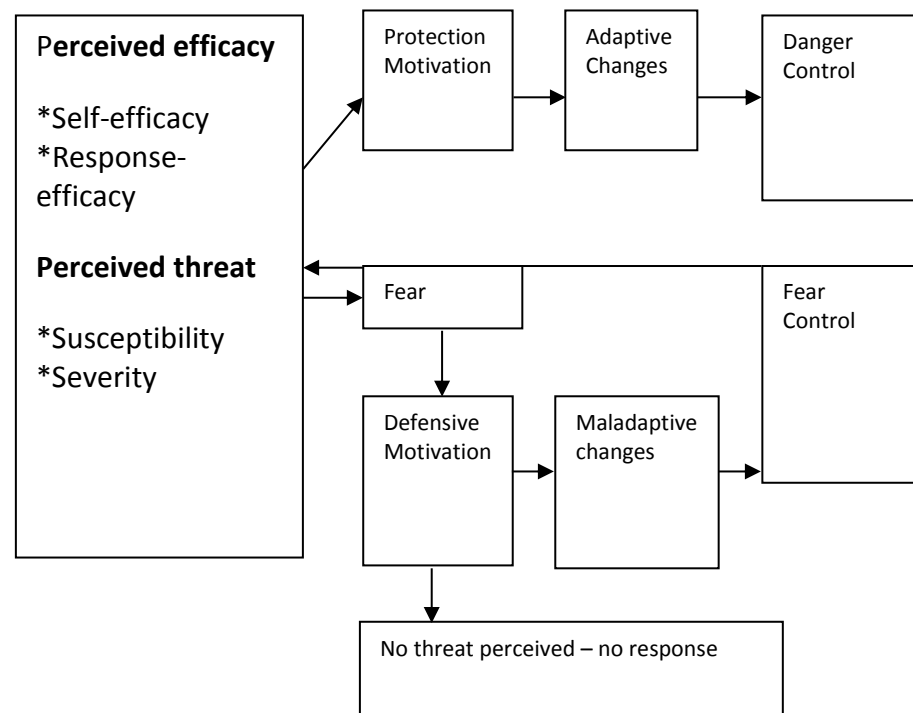 Perceived efficacy
*Self-efficacy
*Response-
efficacy
Perceived threat
*Susceptibility
*Severity
Protection
Motivation
Adaptive
Changes
Danger
Control
Fear
Fear
Control
Defensive
Motivation
Maladaptive
changes
No threat perceived – no response